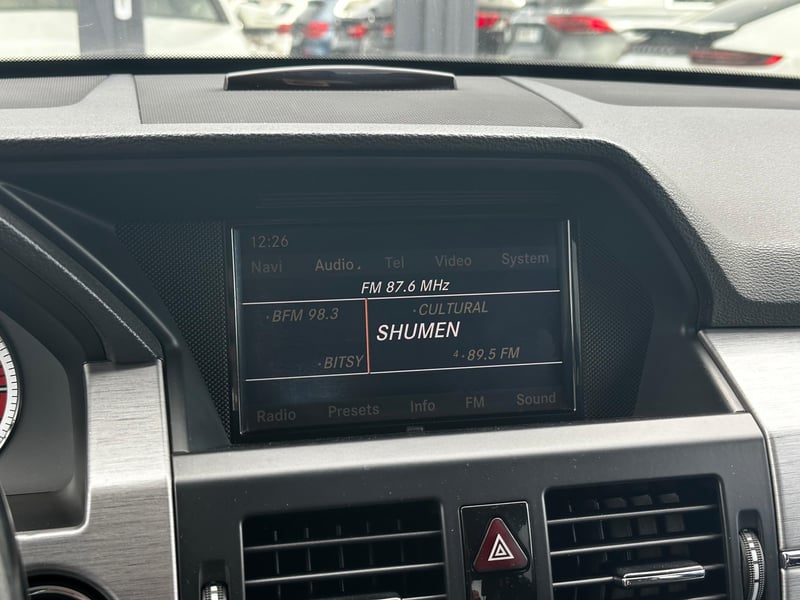 12:26
Navi Audio Tel Video System
FM 87.6 MHz
BFM 98.3 CULTURAL
SHUMEN
BITSY 4 89.5 FM
Radio Presets Info FM Sound